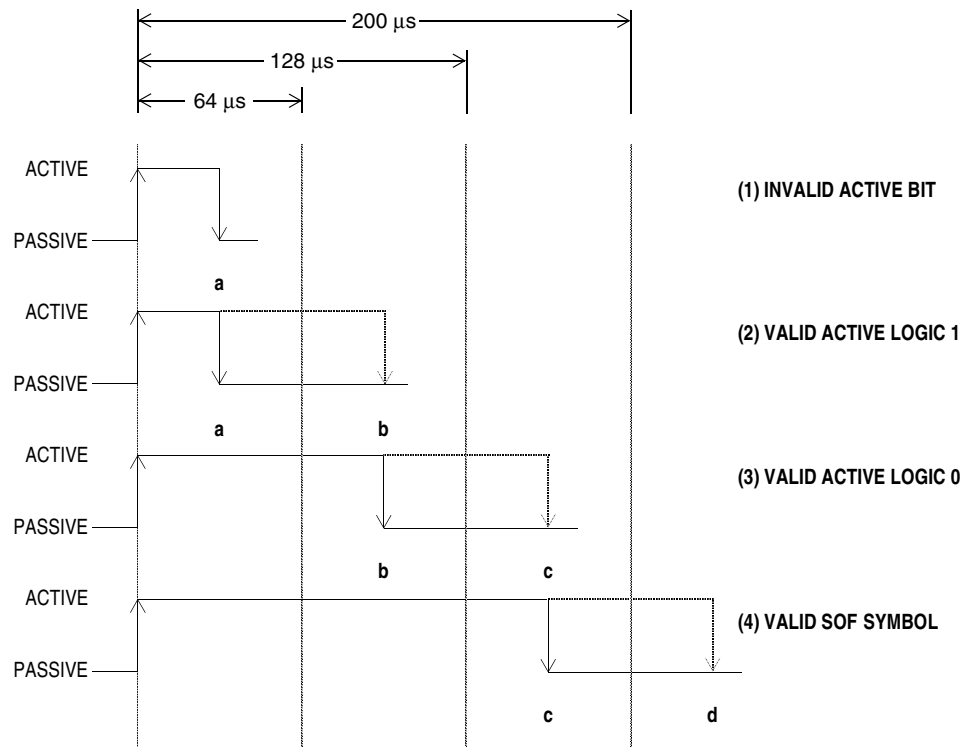 200 µs
128 µs
64 µs
ACTIVE
PASSIVE
(1) INVALID ACTIVE BIT
a
ACTIVE
PASSIVE
(2) VALID ACTIVE LOGIC 1
a b
ACTIVE
PASSIVE
(3) VALID ACTIVE LOGIC 0
b c
ACTIVE
PASSIVE
(4) VALID SOF SYMBOL
c d